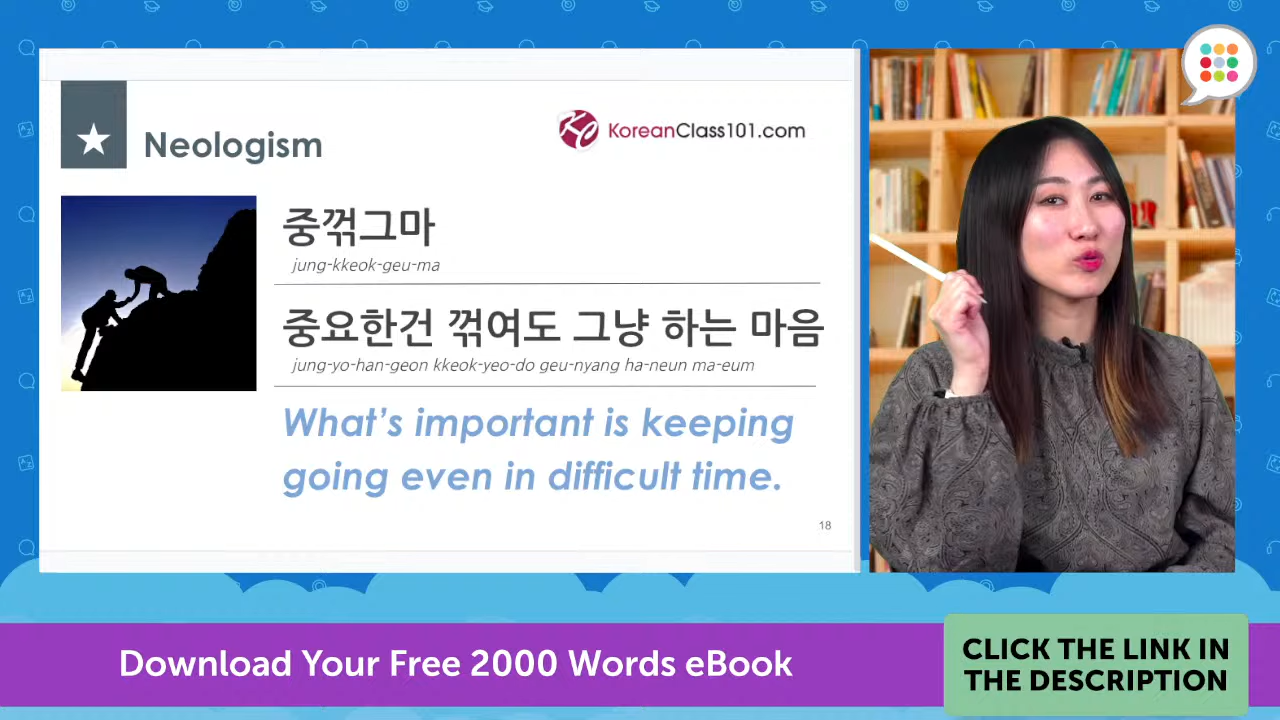 Neologism
KoreanClass101.com
중꺾그마
jung-kkeok-geu-ma
중요한건 꺾여도 그냥 하는 마음
jung-yo-han-geon kkeok-yeo-do geu-nyang ha-neun ma-eum
What's important is keeping
going even in difficult time.
18
Download Your Free 2000 Words eBook
CLICK THE LINK IN
THE DESCRIPTION